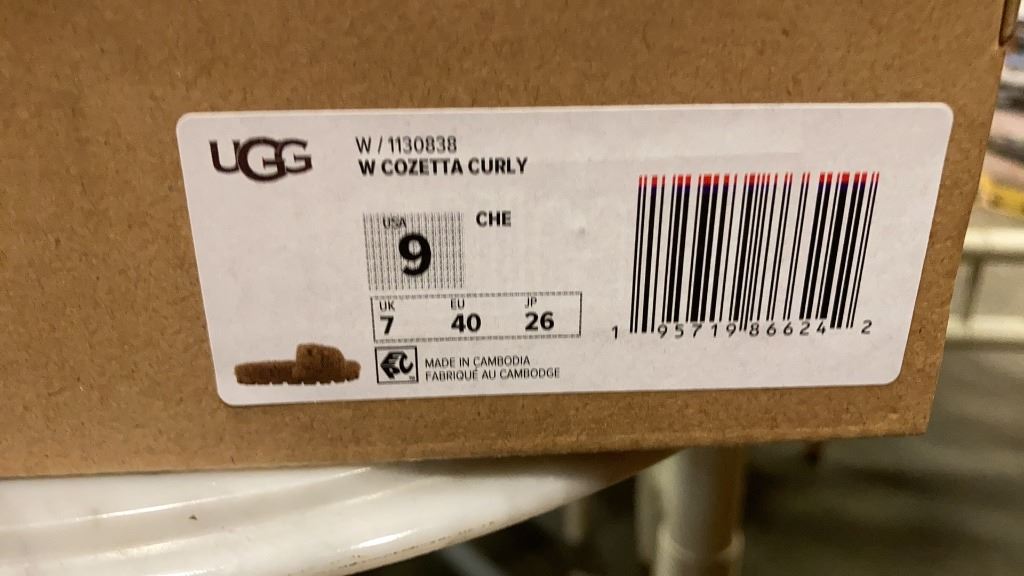 UGG
W / 1130838
W COZETTA CURLY
USA
9
CHE
UK EU JP
7 40 26
MADE IN CAMBODIA
FABRIQUÉ AU CAMBODGE
1 95719 86624 2